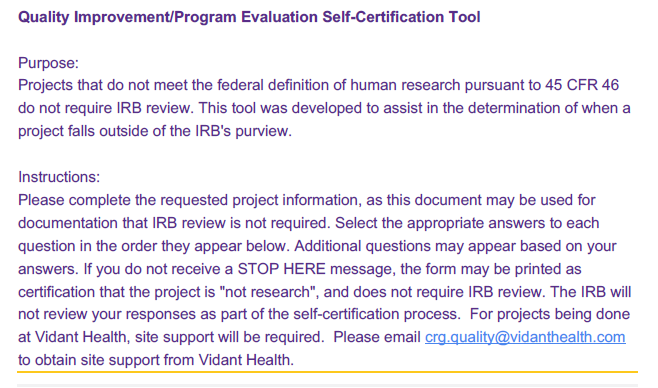 Quality Improvement/Program Evaluation Self-Certification Tool
Purpose:
Projects that do not meet the federal definition of human research pursuant to 45 CFR 46
do not require IRB review. This tool was developed to assist in the determination of when a
project falls outside of the IRB's purview.
Instructions:
Please complete the requested project information, as this document may be used for
documentation that IRB review is not required. Select the appropriate answers to each
question in the order they appear below. Additional questions may appear based on your
answers. If you do not receive a STOP HERE message, the form may be printed as
certification that the project is "not research", and does not require IRB review. The IRB will
not review your responses as part of the self-certification process.  For projects being done
at Vidant Health, site support will be required.  Please email crg.quality@vidanthealth.com
to obtain site support from Vidant Health.